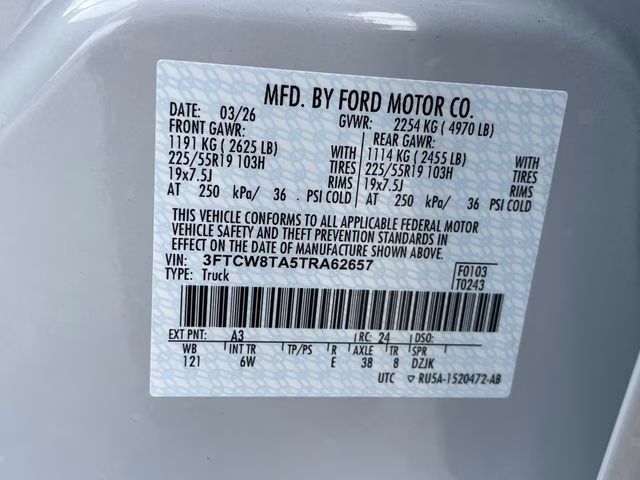 MFD. BY FORD MOTOR CO.
DATE: 03/26 GVWR: 2254 KG ( 4970 LB)
FRONT GAWR: REAR GAWR:
1191 KG ( 2625 LB) WITH 1114 KG ( 2455 LB) WITH
225/55R19 103H TIRES 225/55R19 103H TIRES
19x7.5J RIMS 19x7.5J RIMS
AT 250 kPa/ 36 PSI COLD AT 250 kPa/ 36 PSI COLD
THIS VEHICLE CONFORMS TO ALL APPLICABLE FEDERAL MOTOR
VEHICLE SAFETY AND THEFT PREVENTION STANDARDS IN
EFFECT ON THE DATE OF MANUFACTURE SHOWN ABOVE.
VIN: 3FTCW8TA5TRA62657
TYPE: Truck
F0103
T0243
EXT PNT: A3 RC: 24 DSO:
WB INT TR TP/PS R AXLE TR SPR
121 6W E 38 8 DZJK
UTC ▽ RU5A-1520472-AB